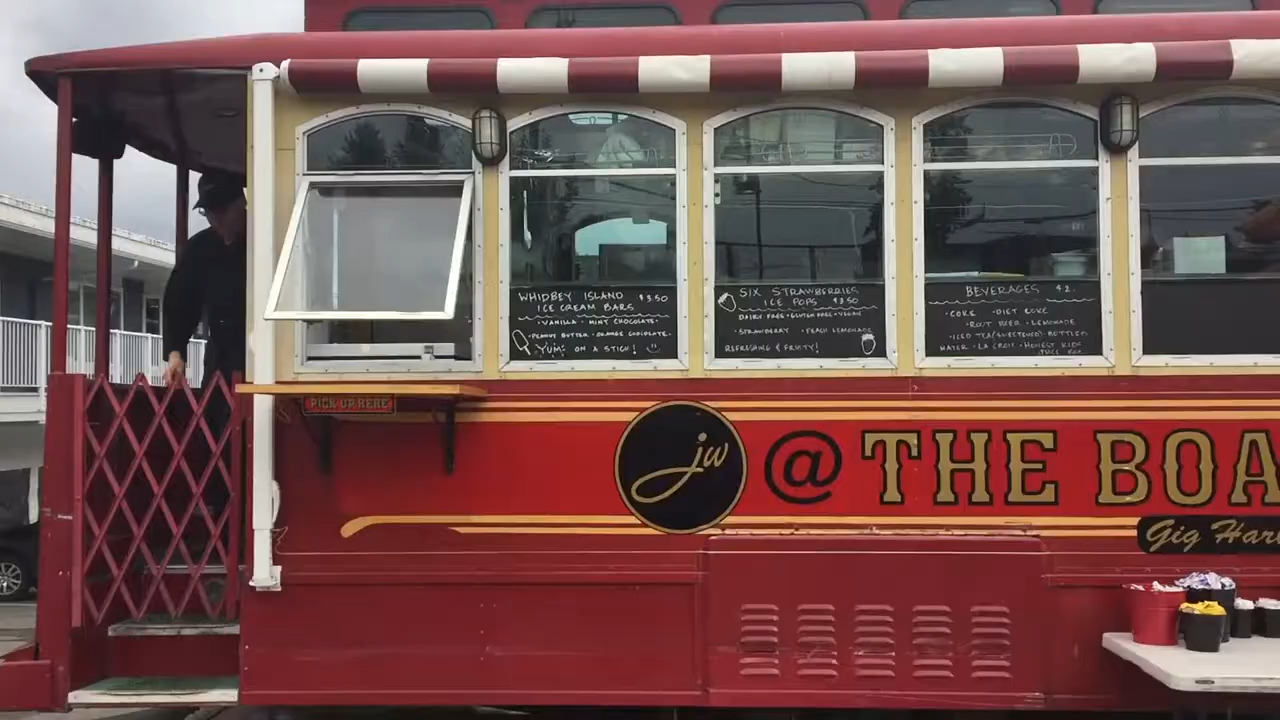 WHIDBEY ISLAND $3.50
ICE CREAM BARS
· VANILLA · MINT CHOCOLATE ·
· PEANUT BUTTER · ORANGE CHOCOLATE ·
YUM! ON A STICK!
SIX STRAWBERRIES
ICE POPS $3.50
DAIRY FREE · GLUTEN FREE · VEGAN
· STRAWBERRY · PEACH LEMONADE
REFRESHING & FRUITY!
BEVERAGES $2.
· COKE · DIET COKE
· ROOT BEER · LEMONADE
· ICED TEA (SWEETENED) · BOTTLED
WATER · LA CROIX · HONEST KIDS
PICK UP HERE
jw @ THE BOA
Gig Har